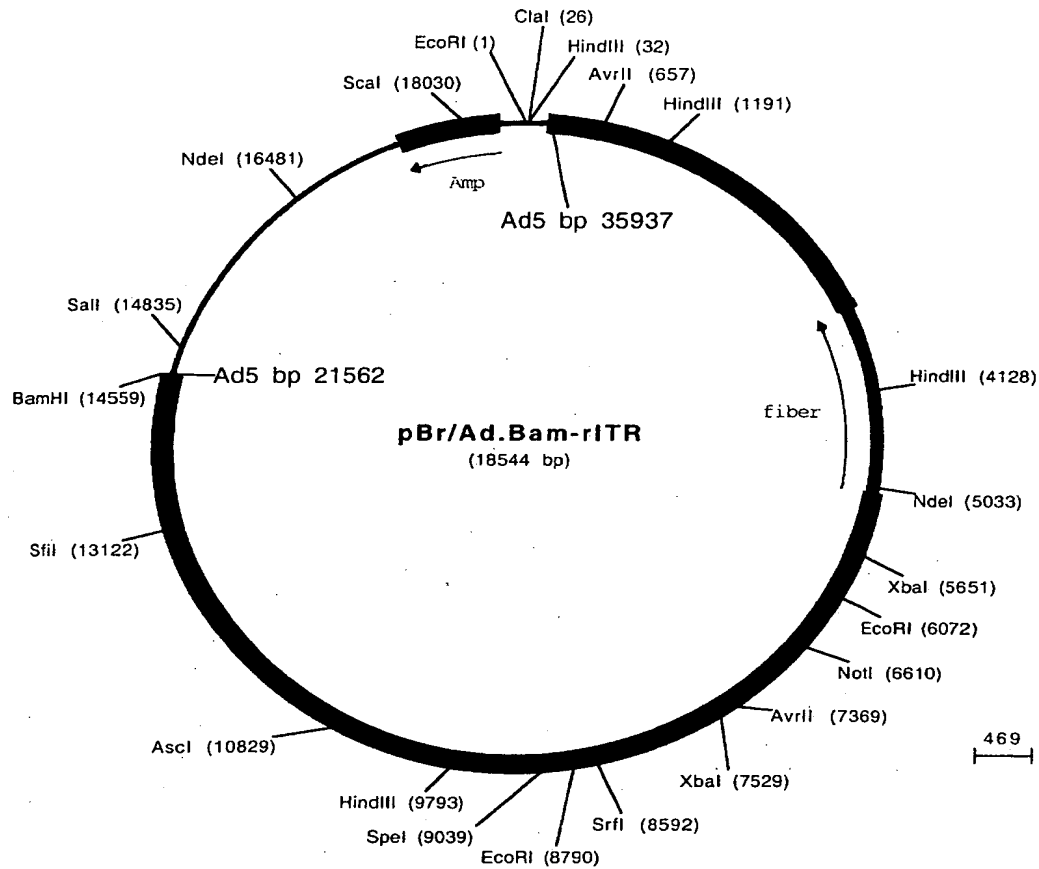 ClaI (26)
EcoRI (1)
HindIII (32)
AvrII (657)
ScaI (18030)
HindIII (1191)
NdeI (16481)
Amp
Ad5 bp 35937
SalI (14835)
Ad5 bp 21562
HindIII (4128)
BamHI (14559)
fiber
pBr/Ad.Bam-rITR
(18544 bp)
NdeI (5033)
SfiI (13122)
XbaI (5651)
EcoRI (6072)
NotI (6610)
AvrII (7369)
AscI (10829)
469
XbaI (7529)
HindIII (9793)
SrfI (8592)
SpeI (9039)
EcoRI (8790)